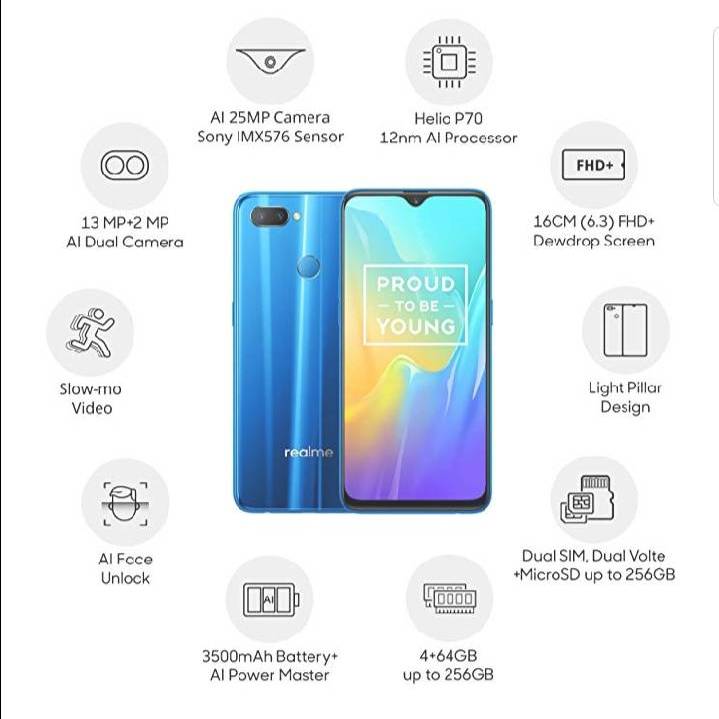 AI 25MP Camera
Sony IMX576 Sensor
Helio P70
12nm AI Processor
13 MP+2 MP
AI Dual Camera
FHD+
16CM (6.3) FHD+
Dewdrop Screen
PROUD
— TO BE —
YOUNG
Slow-mo
Video
Light Pillar
Design
realme
AI Face
Unlock
Dual SIM, Dual Volte
+MicroSD up to 256GB
AI
3500mAh Battery+
AI Power Master
4+64GB
up to 256GB